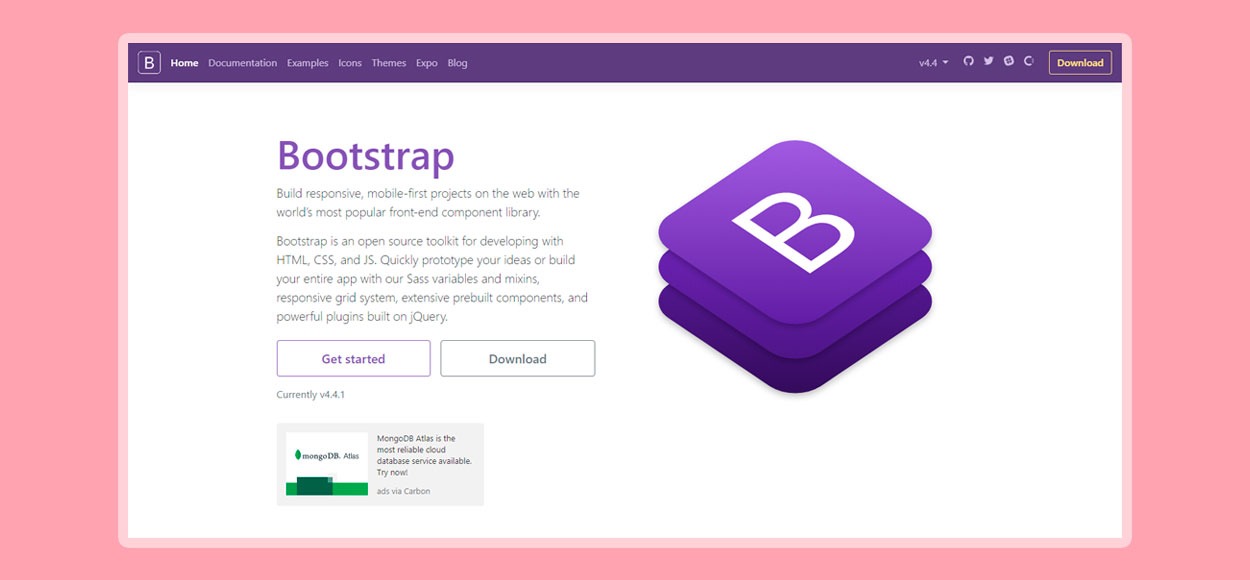 B Home Documentation Examples Icons Themes Expo Blog v4.4 Download
Bootstrap
Build responsive, mobile-first projects on the web with the
world's most popular front-end component library.
Bootstrap is an open source toolkit for developing with
HTML, CSS, and JS. Quickly prototype your ideas or build
your entire app with our Sass variables and mixins,
responsive grid system, extensive prebuilt components, and
powerful plugins built on jQuery.
Get started Download
Currently v4.4.1
B
mongoDB. Atlas
MongoDB Atlas is the
most reliable cloud
database service available.
Try now!
ads via Carbon